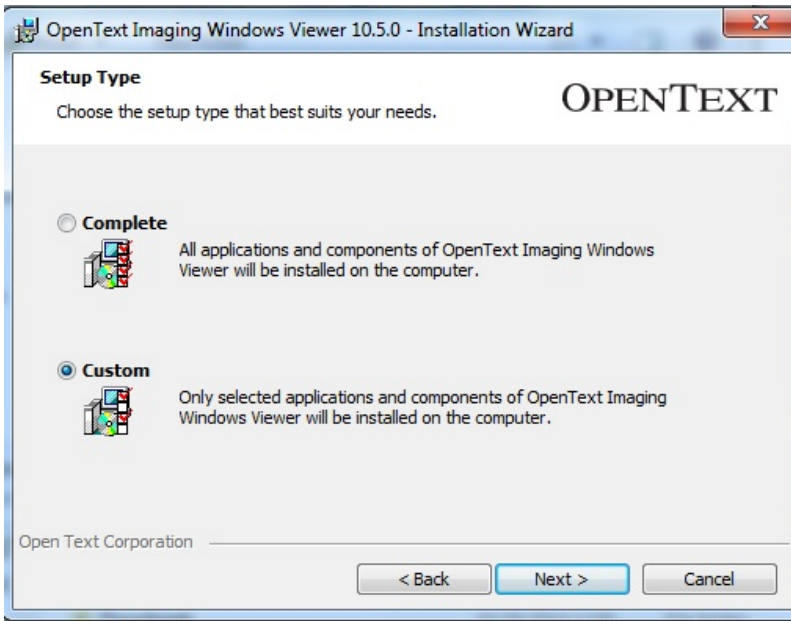 OpenText Imaging Windows Viewer 10.5.0 - Installation Wizard
Setup Type
Choose the setup type that best suits your needs.
OPENTEXT
Complete
All applications and components of OpenText Imaging Windows
Viewer will be installed on the computer.
Custom
Only selected applications and components of OpenText Imaging
Windows Viewer will be installed on the computer.
Open Text Corporation
< Back
Next >
Cancel